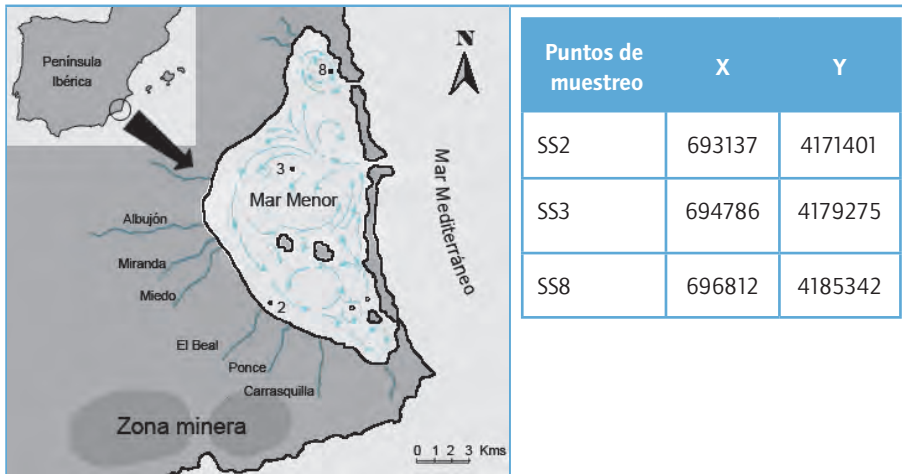 Península
Ibérica
N
8
3
Mar Menor
Mar Mediterráneo
Albujón
Miranda
Miedo
2
El Beal
Ponce
Carrasquilla
Zona minera
0 1 2 3 Kms
Puntos de
muestreo
X
Y
SS2 693137 4171401
SS3 694786 4179275
SS8 696812 4185342